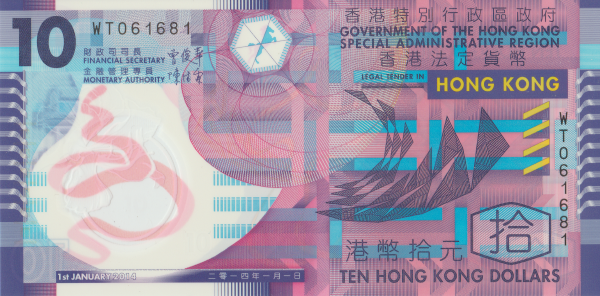 10
WT061681
財政司司長
FINANCIAL SECRETARY
金融管理專員
MONETARY AUTHORITY
香港特別行政區政府
GOVERNMENT OF THE HONG KONG
SPECIAL ADMINISTRATIVE REGION
香港法定貨幣
LEGAL TENDER IN
HONG KONG
WT061681
拾
港幣拾元
TEN HONG KONG DOLLARS
1st JANUARY 2014
二零一四年一月一日